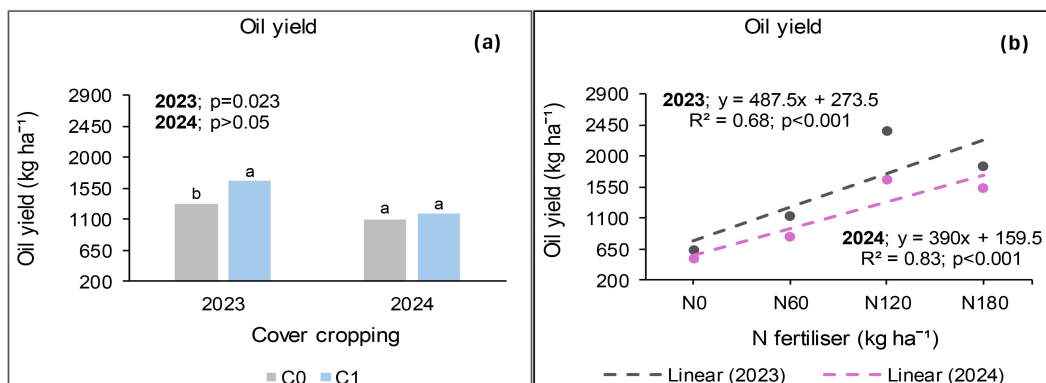 Oil yield
(a)
2023; p=0.023
2024; p>0.05
Oil yield (kg ha⁻¹)
2900
2450
2000
1550
1100
650
200
b
a
a
a
2023
2024
Cover cropping
C0
C1
Oil yield
(b)
2023; y = 487.5x + 273.5
R² = 0.68; p<0.001
Oil yield (kg ha⁻¹)
2900
2450
2000
1550
1100
650
200
2024; y = 390x + 159.5
R² = 0.83; p<0.001
N0
N60
N120
N180
N fertiliser (kg ha⁻¹)
Linear (2023)
Linear (2024)